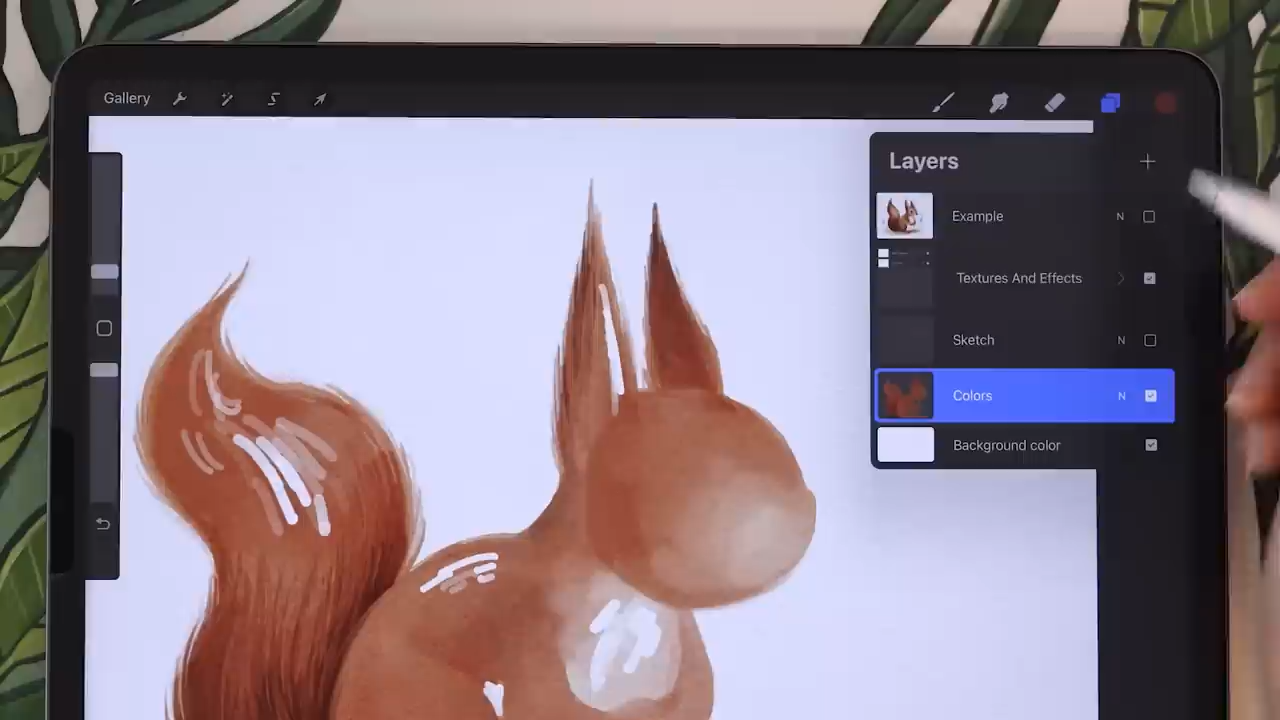 Gallery
Layers
Example N
Textures And Effects
Sketch N
Colors N
Background color